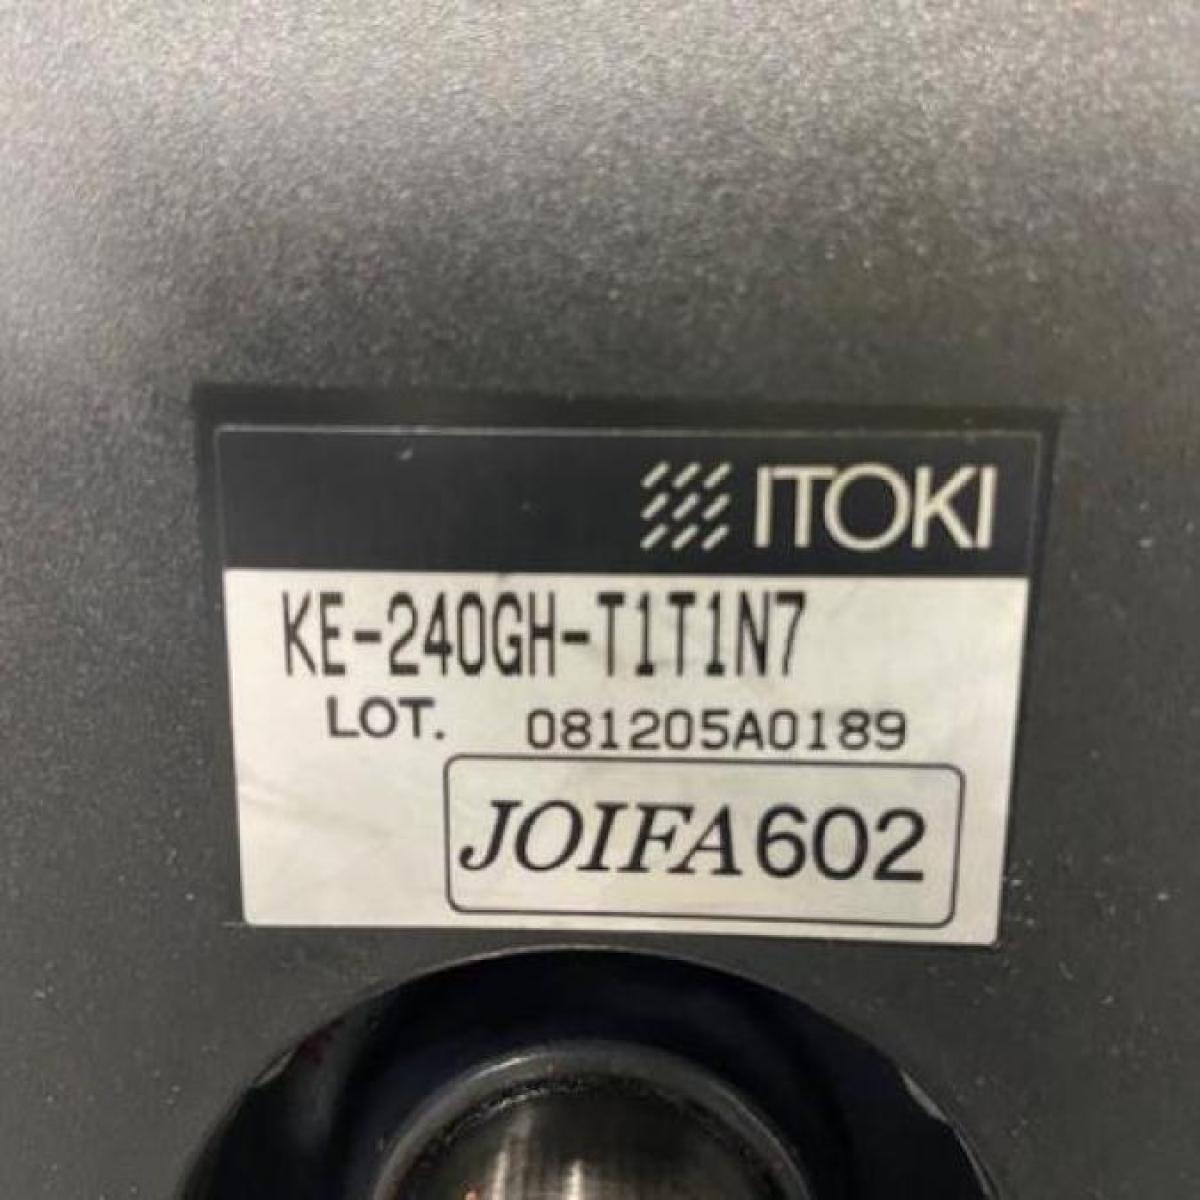 ITOKI
KE-240GH-T1T1N7
LOT. 081205A0189
JOIFA602